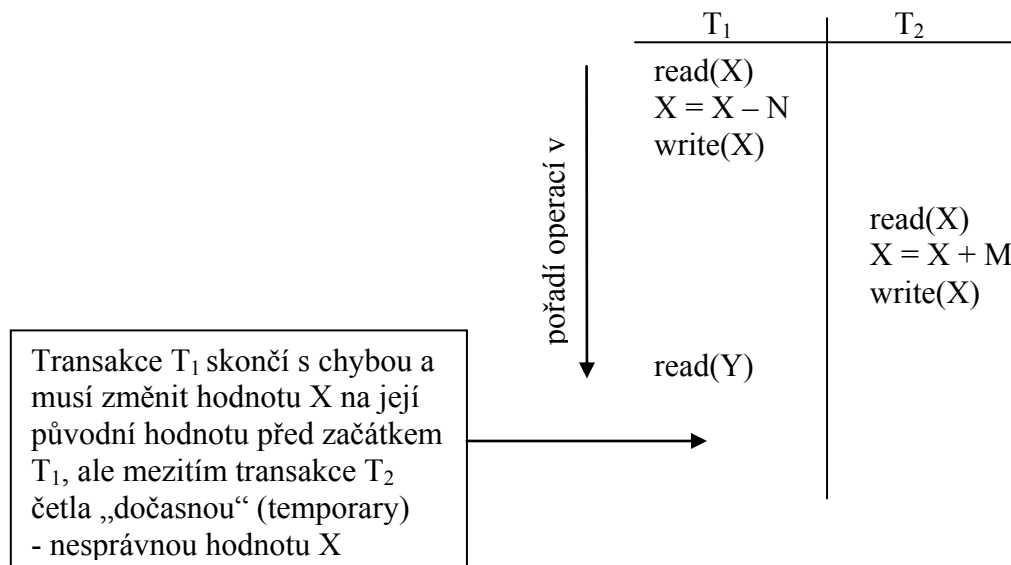 T₁ T₂
read(X)
X = X – N
write(X)
read(X)
X = X + M
write(X)
pořadí operací v
read(Y)
Transakce T₁ skončí s chybou a
musí změnit hodnotu X na její
původní hodnotu před začátkem
T₁, ale mezitím transakce T₂
četla „dočasnou“ (temporary)
- nesprávnou hodnotu X